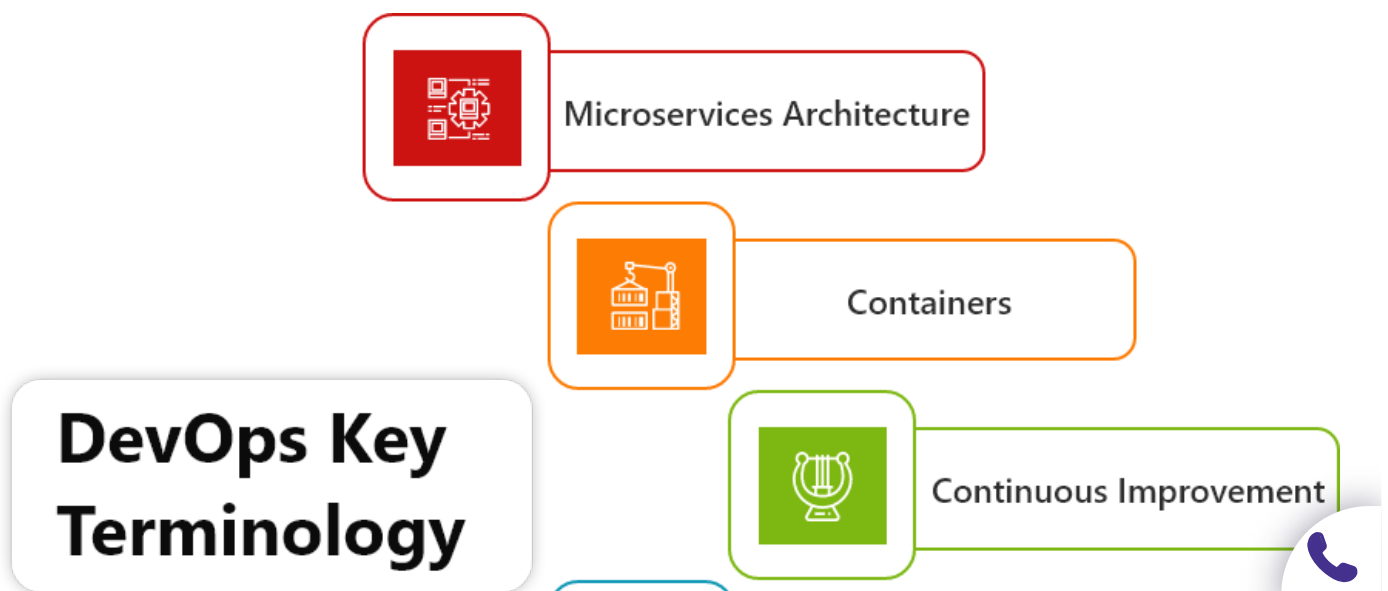 Microservices Architecture
Containers
DevOps Key
Terminology
Continuous Improvement